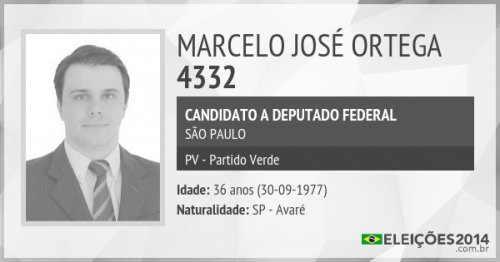 MARCELO JOSÉ ORTEGA
4332
CANDIDATO A DEPUTADO FEDERAL
SÃO PAULO
PV - Partido Verde
Idade: 36 anos (30-09-1977)
Naturalidade: SP - Avaré
ELEIÇÕES2014
.com.br